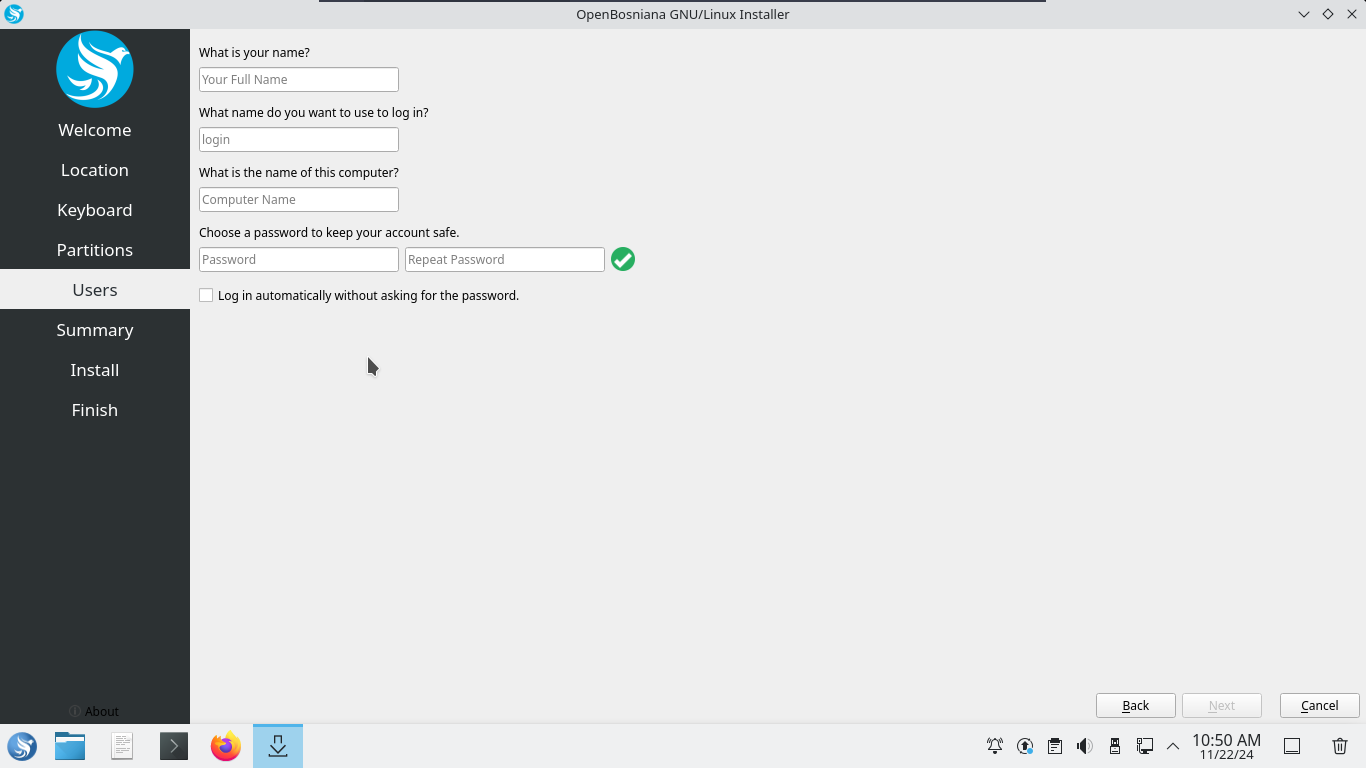 OpenBosniana GNU/Linux Installer
Welcome
Location
Keyboard
Partitions
Users
Summary
Install
Finish
About
What is your name?
Your Full Name
What name do you want to use to log in?
login
What is the name of this computer?
Computer Name
Choose a password to keep your account safe.
Password Repeat Password
Log in automatically without asking for the password.
Back Next Cancel
10:50 AM
11/22/24